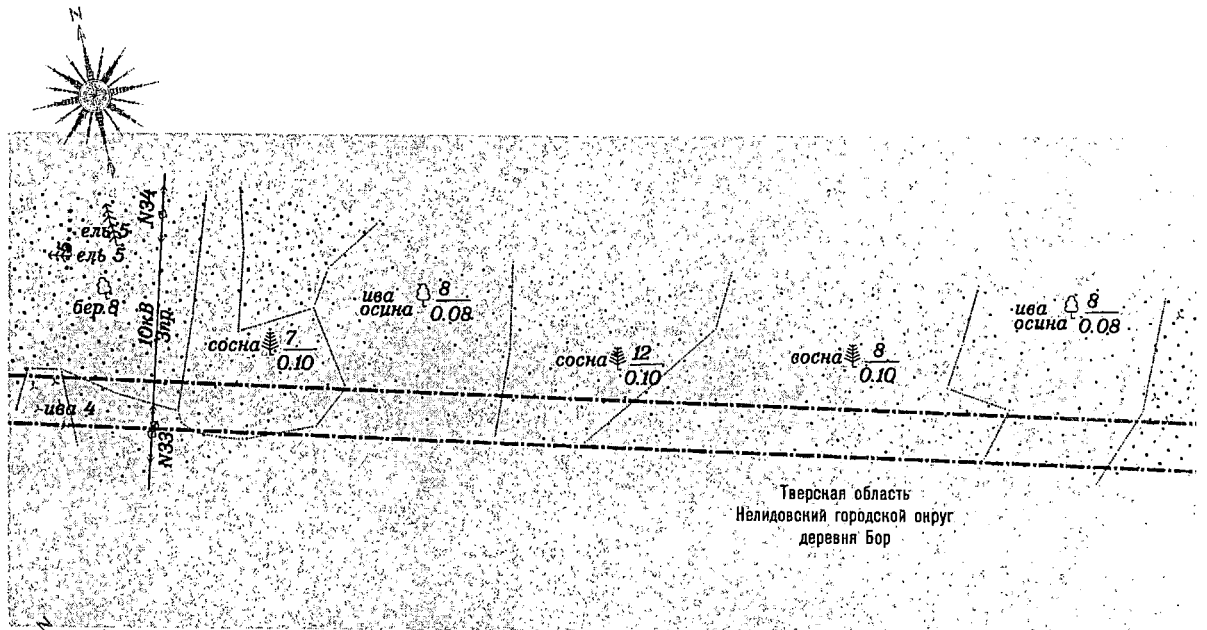 N
ель 5
ель 5
бер.8
N34
10кВ
3пр.
N33
ива 4
сосна 7
0.10
ива
осина 8
0.08
сосна 12
0.10
восна 8
0.10
ива
осина 8
0.08
Тверская область
Нелидовский городской округ
деревня Бор
N